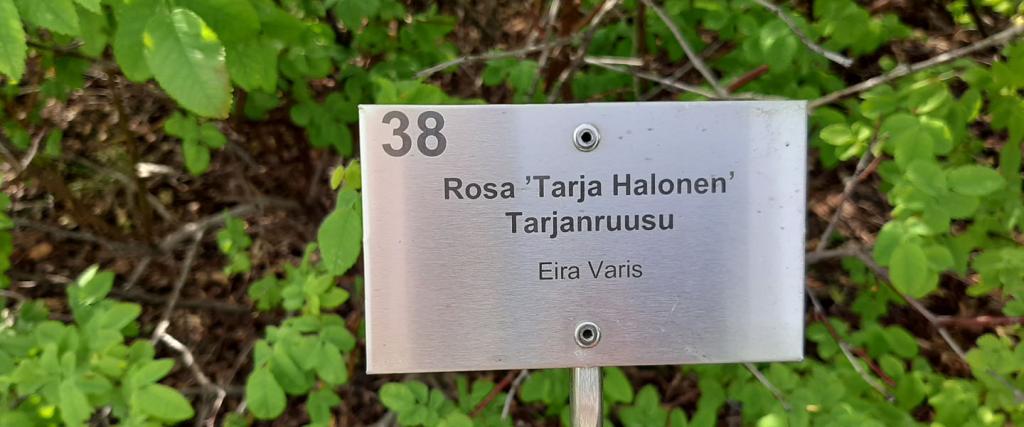 38
Rosa ’Tarja Halonen’
Tarjanruusu
Eira Varis